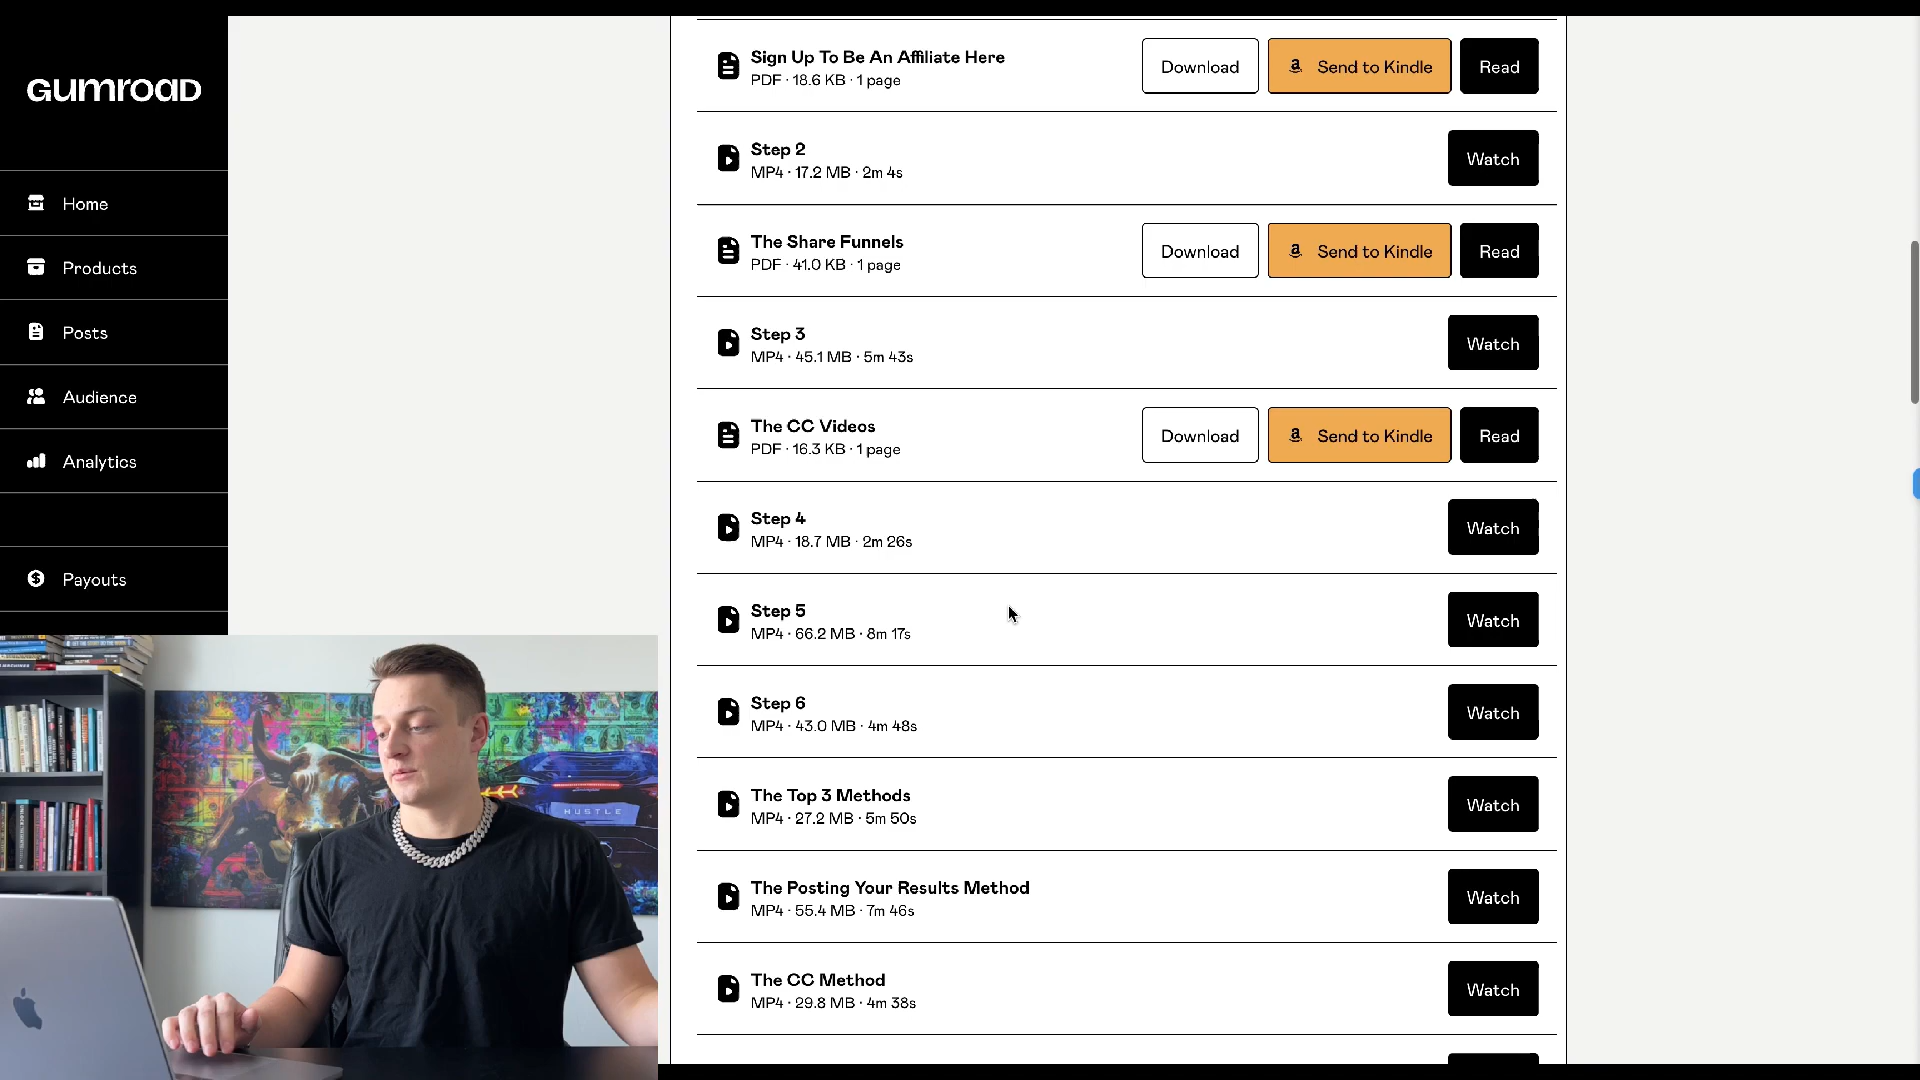 GUMROAD
Home
Products
Posts
Audience
Analytics
Payouts
Sign Up To Be An Affiliate Here
PDF · 18.6 KB · 1 page
Download
Send to Kindle
Read
Step 2
MP4 · 17.2 MB · 2m 4s
Watch
The Share Funnels
PDF · 41.0 KB · 1 page
Download
Send to Kindle
Read
Step 3
MP4 · 45.1 MB · 5m 43s
Watch
The CC Videos
PDF · 16.3 KB · 1 page
Download
Send to Kindle
Read
Step 4
MP4 · 18.7 MB · 2m 26s
Watch
Step 5
MP4 · 66.2 MB · 8m 17s
Watch
Step 6
MP4 · 43.0 MB · 4m 48s
Watch
The Top 3 Methods
MP4 · 27.2 MB · 5m 50s
Watch
The Posting Your Results Method
MP4 · 55.4 MB · 7m 46s
Watch
The CC Method
MP4 · 29.8 MB · 4m 38s
Watch
HUSTLE